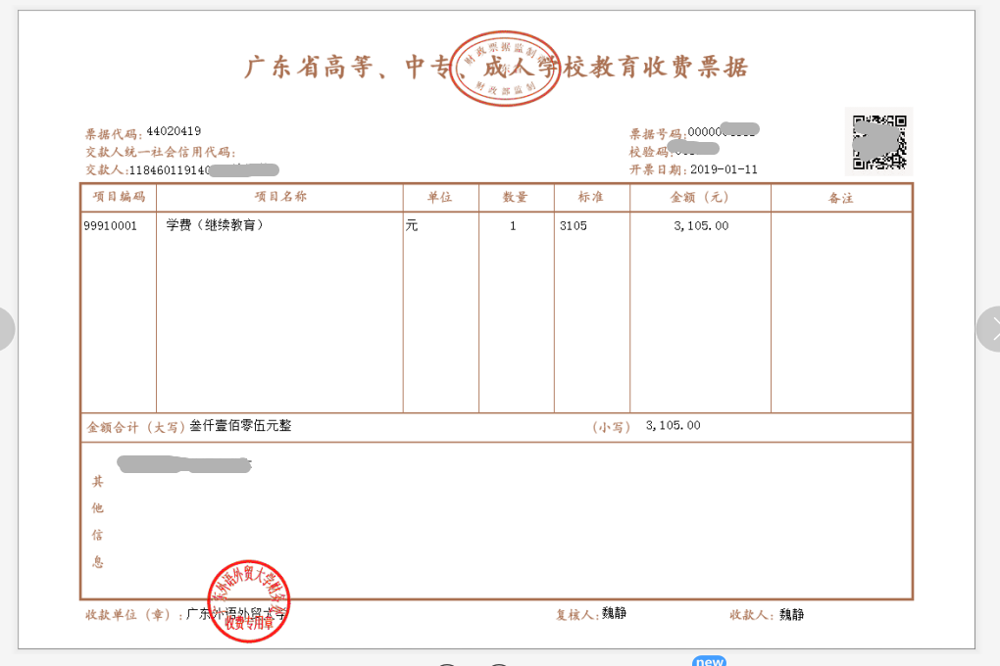 广东省高等、中专、成人学校教育收费票据
财政票据监制章
财政部监制
票据代码: 44020419
票据号码: 00000
交款人统一社会信用代码:
校验码:
交款人: 118460119140
开票日期: 2019-01-11
项目编码 项目名称 单位 数量 标准 金额（元） 备注
99910001 学费（继续教育） 元 1 3105 3,105.00
金额合计（大写） 叁仟壹佰零伍元整 （小写） 3,105.00
其
他
信
息
广东外语外贸大学财务处
收费专用章
收款单位（章）: 广东外语外贸大学 复核人: 魏静 收款人: 魏静
new